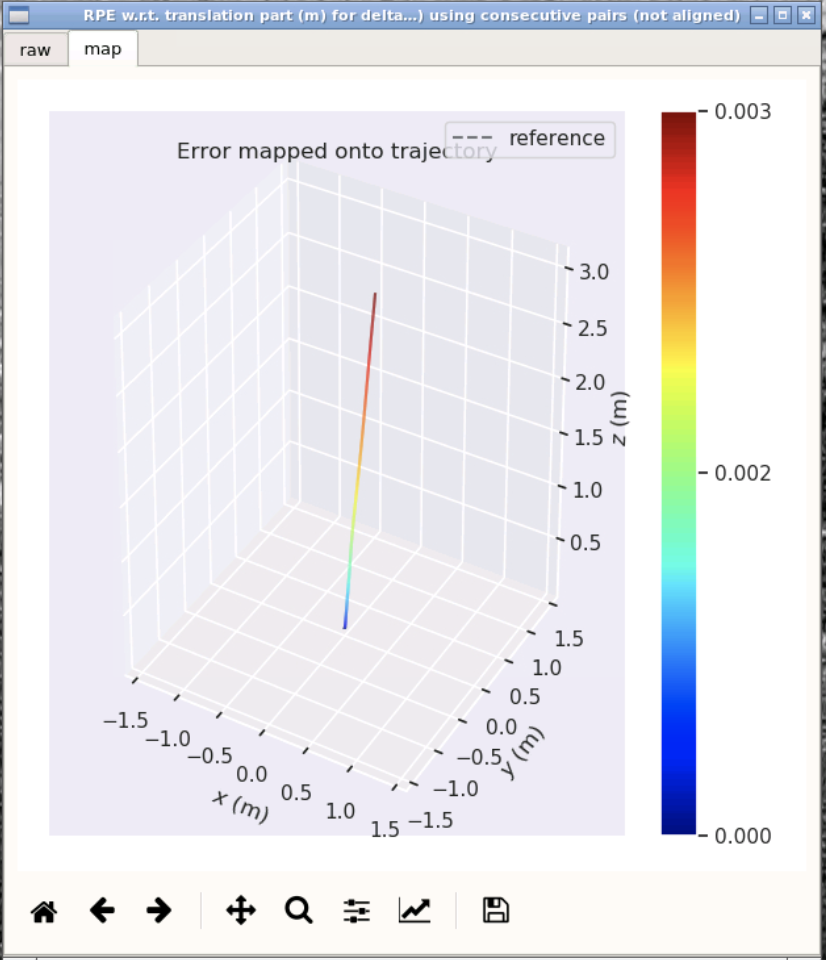 RPE w.r.t. translation part (m) for delta...) using consecutive pairs (not aligned)
raw
map
Error mapped onto trajectory
reference
0.003
0.002
0.000
3.0
2.5
2.0
1.5
1.0
0.5
z (m)
1.5
1.0
0.5
0.0
−0.5
−1.0
−1.5
y (m)
−1.5
−1.0
−0.5
0.0
0.5
1.0
1.5
x (m)